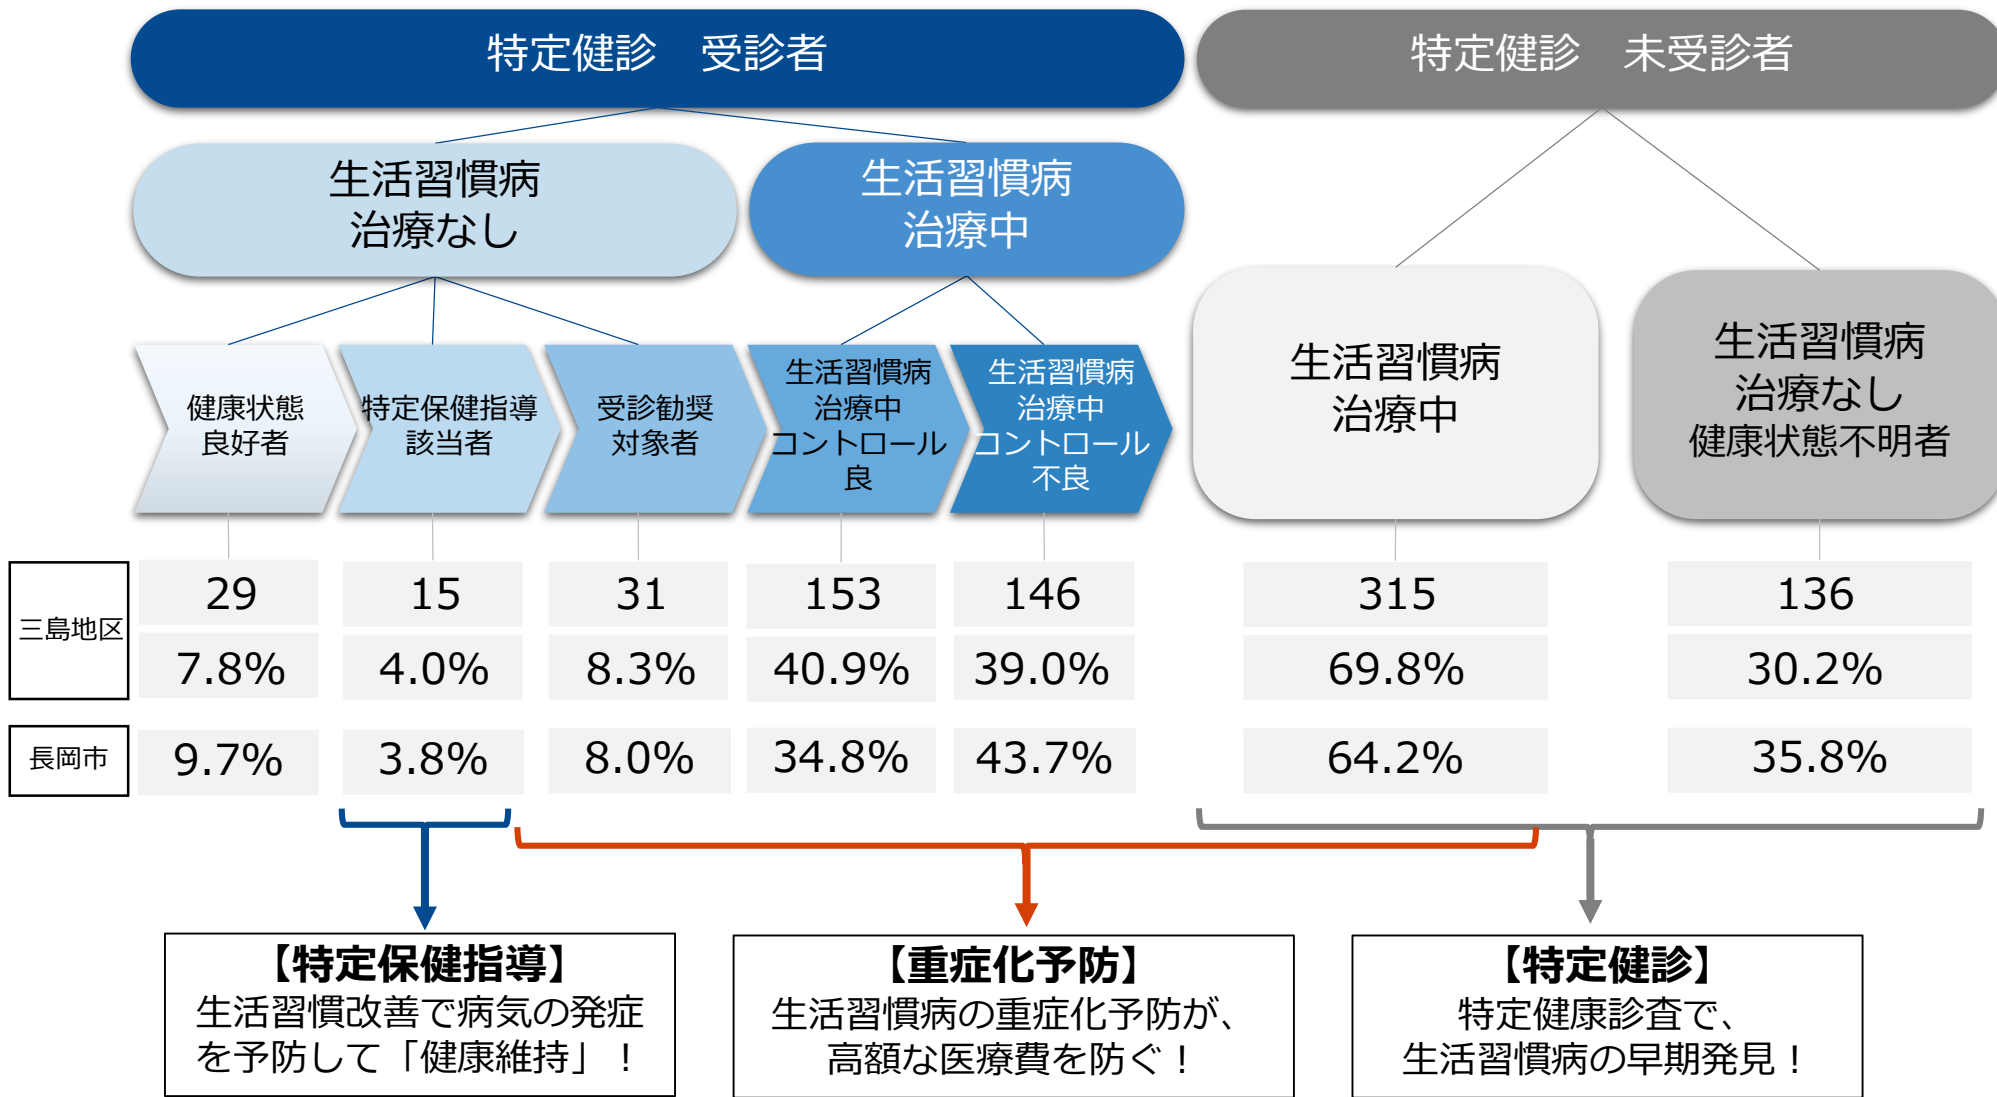 特定健診　受診者
特定健診　未受診者
生活習慣病
治療なし
生活習慣病
治療中
健康状態
良好者
特定保健指導
該当者
受診勧奨
対象者
生活習慣病
治療中
コントロール
良
生活習慣病
治療中
コントロール
不良
生活習慣病
治療中
生活習慣病
治療なし
健康状態不明者
三島地区
29
15
31
153
146
315
136
7.8%
4.0%
8.3%
40.9%
39.0%
69.8%
30.2%
長岡市
9.7%
3.8%
8.0%
34.8%
43.7%
64.2%
35.8%
【特定保健指導】
生活習慣改善で病気の発症
を予防して「健康維持」！
【重症化予防】
生活習慣病の重症化予防が、
高額な医療費を防ぐ！
【特定健診】
特定健康診査で、
生活習慣病の早期発見！